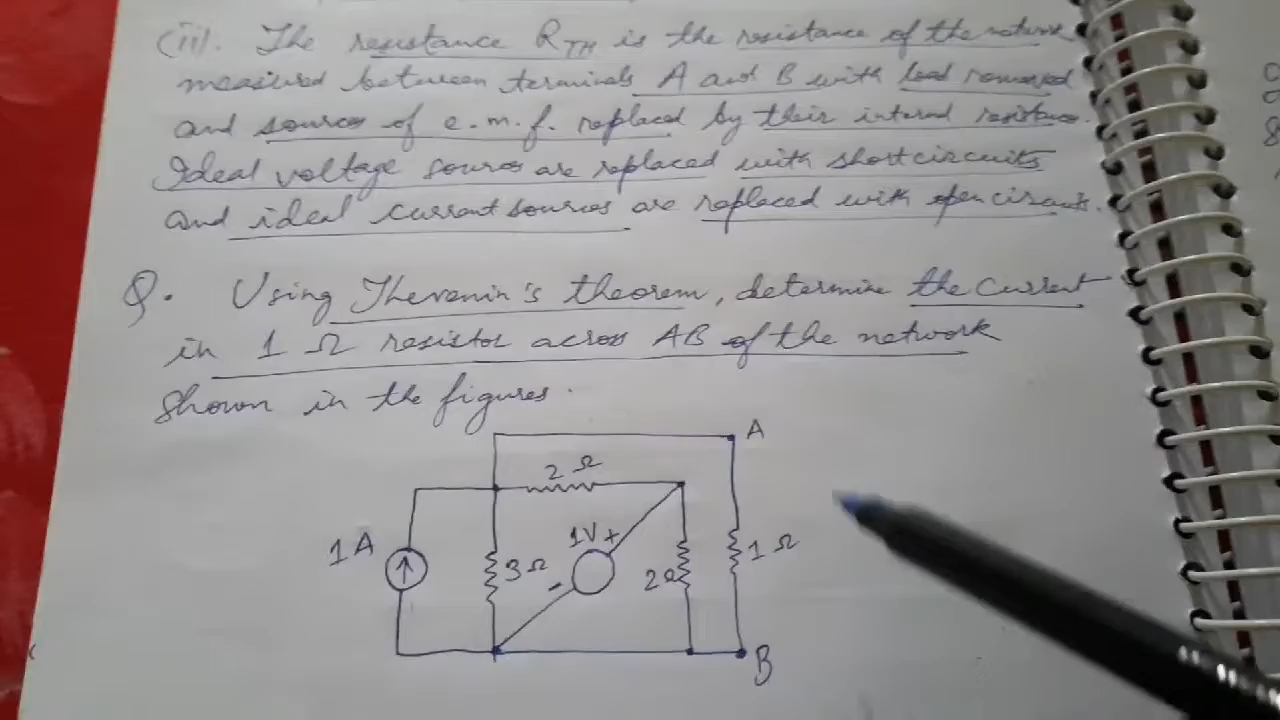 (ii). The resistance RTH is the resistance of the network
measured between terminals A and B with load removed
and sources of e.m.f. replaced by their internal resistance.
Ideal voltage sources are replaced with short circuits
and ideal current sources are replaced with open circuits.
Q. Using Thevenin's theorem, determine the current
in 1 Ω resistor across AB of the network
shown in the figures.
A
2 Ω
1 A
1V +
3 Ω
-
2Ω
1 Ω
B